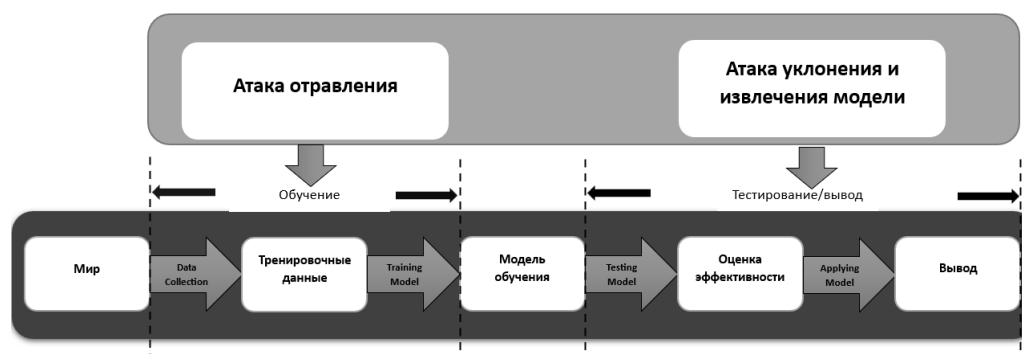 Атака отравления
Атака уклонения и
извлечения модели
Обучение
Тестирование/вывод
Мир
Data
Collection
Тренировочные
данные
Training
Model
Модель
обучения
Testing
Model
Оценка
эффективности
Applying
Model
Вывод